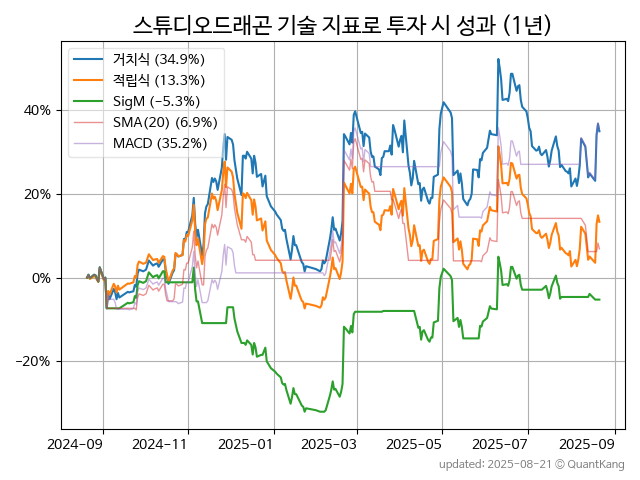 스튜디오드래곤 기술 지표로 투자 시 성과 (1년)
거치식 (34.9%)
적립식 (13.3%)
SigM (−5.3%)
SMA(20) (6.9%)
MACD (35.2%)
40%
20%
0%
−20%
2024−09 2024−11 2025−01 2025−03 2025−05 2025−07 2025−09
updated: 2025-08-21 © QuantKang